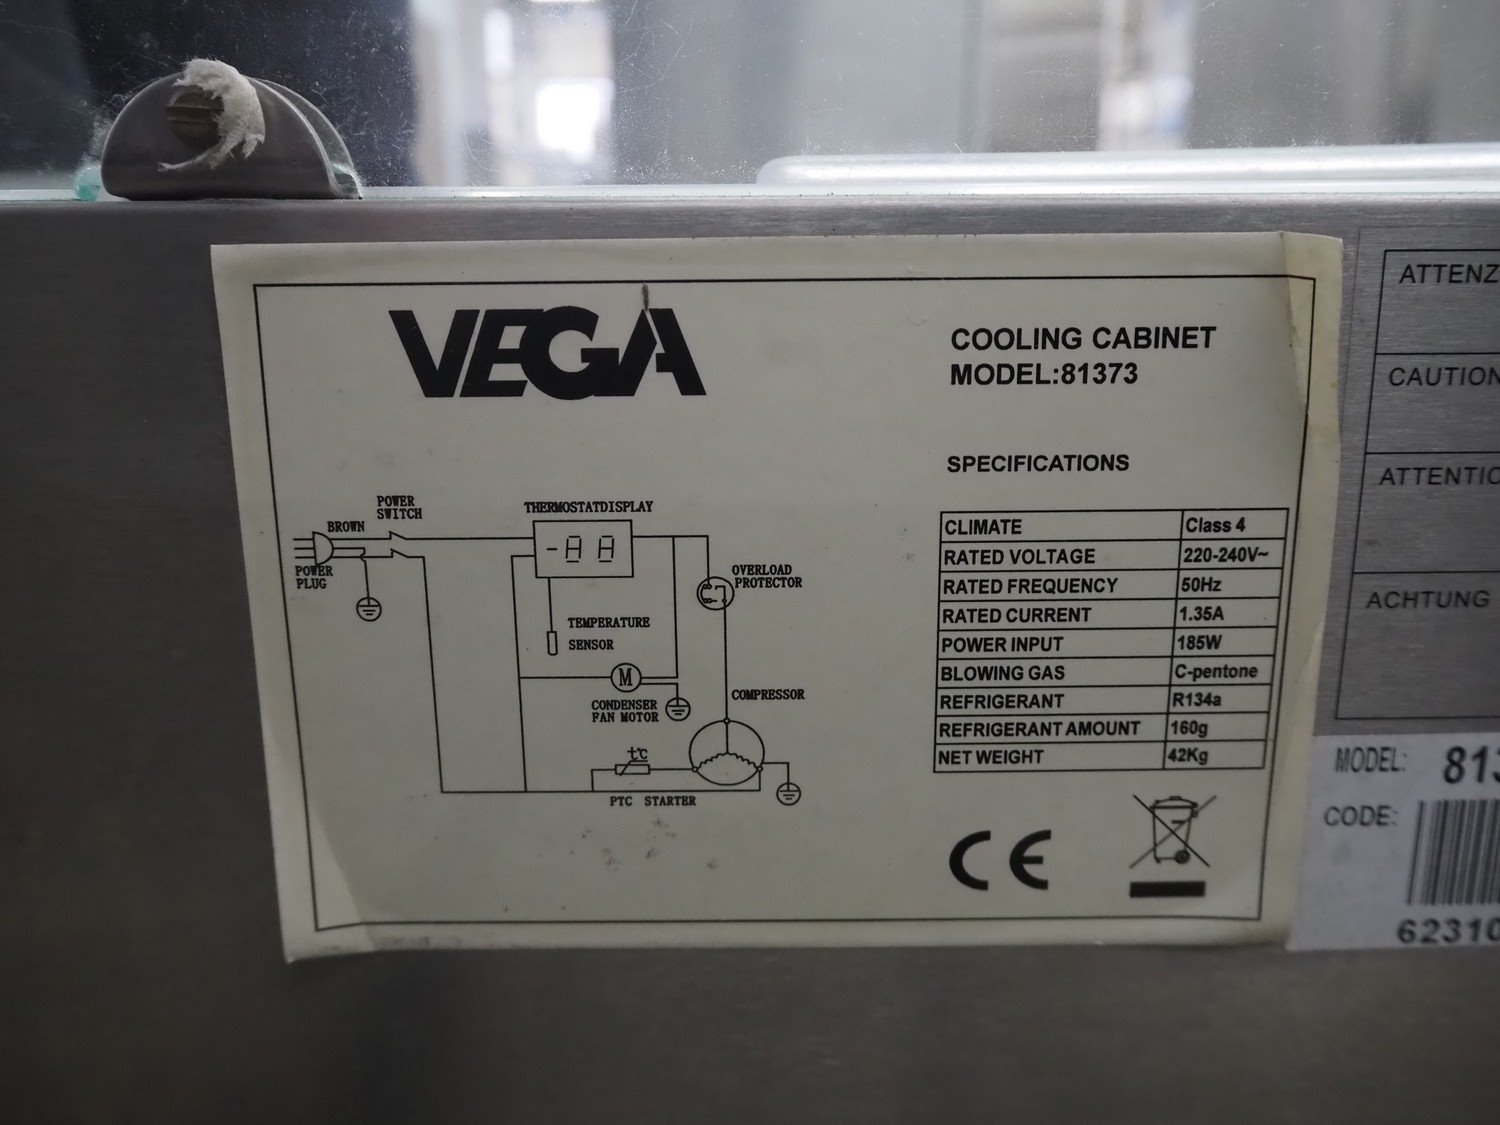 VEGA
COOLING CABINET
MODEL:81373
SPECIFICATIONS
CLIMATE Class 4
RATED VOLTAGE 220-240V~
RATED FREQUENCY 50Hz
RATED CURRENT 1.35A
POWER INPUT 185W
BLOWING GAS C-pentone
REFRIGERANT R134a
REFRIGERANT AMOUNT 160g
NET WEIGHT 42Kg
POWER
SWITCH
BROWN
POWER
PLUG
THERMOSTATDISPLAY
OVERLOAD
PROTECTOR
TEMPERATURE
SENSOR
M
CONDENSER
FAN MOTOR
COMPRESSOR
t℃
PTC STARTER
CE
ATTENZ
CAUTION
ATTENTIO
ACHTUNG
MODEL: 813
CODE:
62310